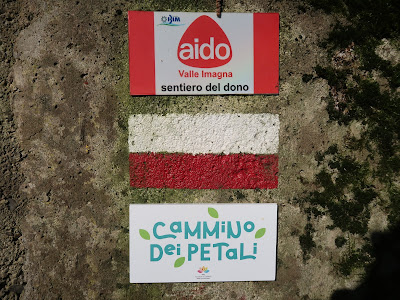 aido
Valle Imagna
sentiero del dono
CAMMINO
Dei PETALI